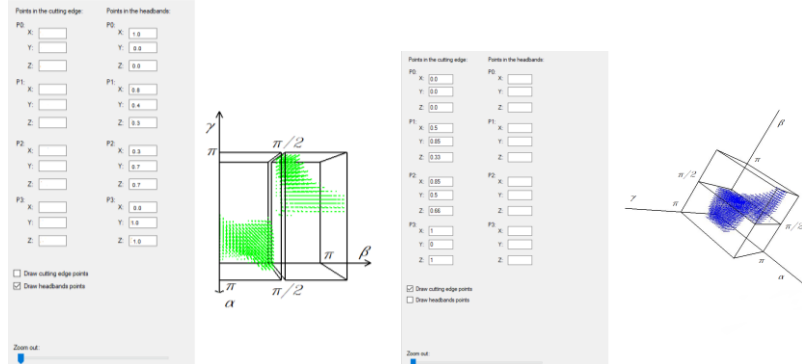 Points in the cutting edge: Points in the headbands:
P0: P0:
X: X: 1.0
Y: Y: 0.0
Z: Z: 0.0
P1: P1:
X: X: 0.6
Y: Y: 0.4
Z: Z: 0.3
P2: P2:
X: X: 0.3
Y: Y: 0.7
Z: Z: 0.7
P3: P3:
X: X: 0.0
Y: Y: 1.0
Z: Z: 1.0
Draw cutting edge points
Draw headbands points
Zoom out:
γ
π
π/2
π
β
π
π/2
α
Points in the cutting edge: Points in the headbands:
P0: P0:
X: 0.0 X:
Y: 0.0 Y:
Z: 0.0 Z:
P1: P1:
X: 0.5 X:
Y: 0.85 Y:
Z: 0.33 Z:
P2: P2:
X: 0.85 X:
Y: 0.5 Y:
Z: 0.66 Z:
P3: P3:
X: 1 X:
Y: 0 Y:
Z: 1 Z:
Draw cutting edge points
Draw headbands points
Zoom out:
β
π
π/2
γ
π
π/2
π
α